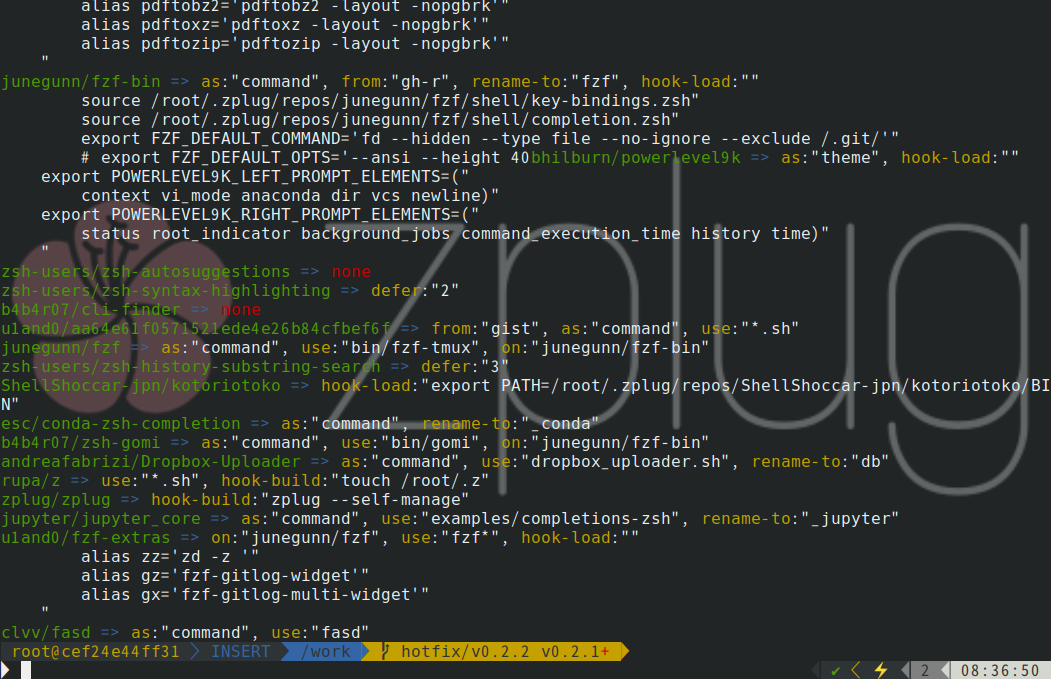 alias pdftobz2='pdftobz2 -layout -nopgbrk'"
alias pdftoxz='pdftoxz -layout -nopgbrk'"
alias pdftozip='pdftozip -layout -nopgbrk'"
"
junegunn/fzf-bin => as:"command", from:"gh-r", rename-to:"fzf", hook-load:""
source /root/.zplug/repos/junegunn/fzf/shell/key-bindings.zsh"
source /root/.zplug/repos/junegunn/fzf/shell/completion.zsh"
export FZF_DEFAULT_COMMAND='fd --hidden --type file --no-ignore --exclude /.git/'"
# export FZF_DEFAULT_OPTS='--ansi --height 40bhilburn/powerlevel9k => as:"theme", hook-load:""
export POWERLEVEL9K_LEFT_PROMPT_ELEMENTS=("
context vi_mode anaconda dir vcs newline)"
export POWERLEVEL9K_RIGHT_PROMPT_ELEMENTS=("
status root_indicator background_jobs command_execution_time history time)"
"
zsh-users/zsh-autosuggestions => none
zsh-users/zsh-syntax-highlighting => defer:"2"
b4b4r07/cli-finder => none
u1and0/aa64e61f0571521ede4e26b84cfbef6f => from:"gist", as:"command", use:"*.sh"
junegunn/fzf => as:"command", use:"bin/fzf-tmux", on:"junegunn/fzf-bin"
zsh-users/zsh-history-substring-search => defer:"3"
ShellShoccar-jpn/kotoriotoko => hook-load:"export PATH=/root/.zplug/repos/ShellShoccar-jpn/kotoriotoko/BI
N"
esc/conda-zsh-completion => as:"command", rename-to:"_conda"
b4b4r07/zsh-gomi => as:"command", use:"bin/gomi", on:"junegunn/fzf-bin"
andreafabrizi/Dropbox-Uploader => as:"command", use:"dropbox_uploader.sh", rename-to:"db"
rupa/z => use:"*.sh", hook-build:"touch /root/.z"
zplug/zplug => hook-build:"zplug --self-manage"
jupyter/jupyter_core => as:"command", use:"examples/completions-zsh", rename-to:"_jupyter"
u1and0/fzf-extras => on:"junegunn/fzf", use:"fzf*", hook-load:""
alias zz='zd -z '"
alias gz='fzf-gitlog-widget'"
alias gx='fzf-gitlog-multi-widget'"
"
clvv/fasd => as:"command", use:"fasd"
root@cef24e44ff31 INSERT /work hotfix/v0.2.2 v0.2.1+
✔ ⚡ 2 08:36:50
zplug